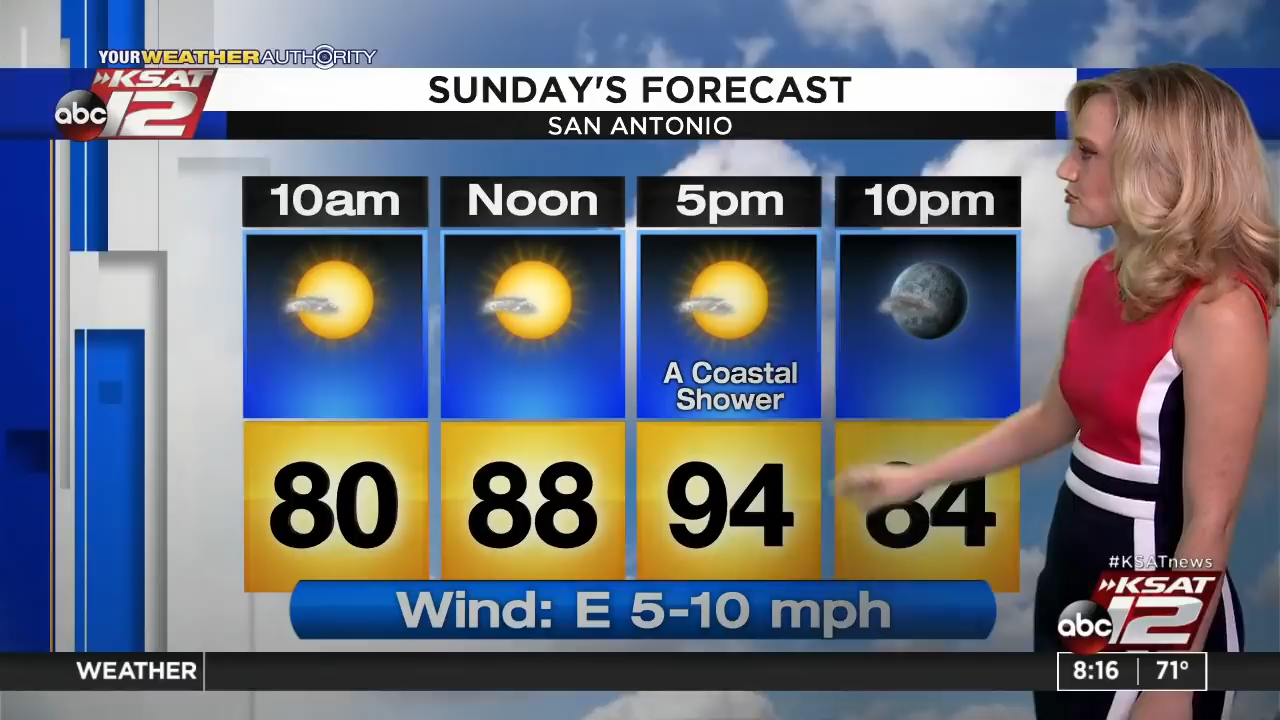 YOURWEATHERAUTHORITY
KSAT
abc 12
SUNDAY'S FORECAST
SAN ANTONIO
10am Noon 5pm 10pm
A Coastal
Shower
80 88 94 84
Wind: E 5-10 mph
#KSATnews
KSAT
abc 12
WEATHER 8:16 71°